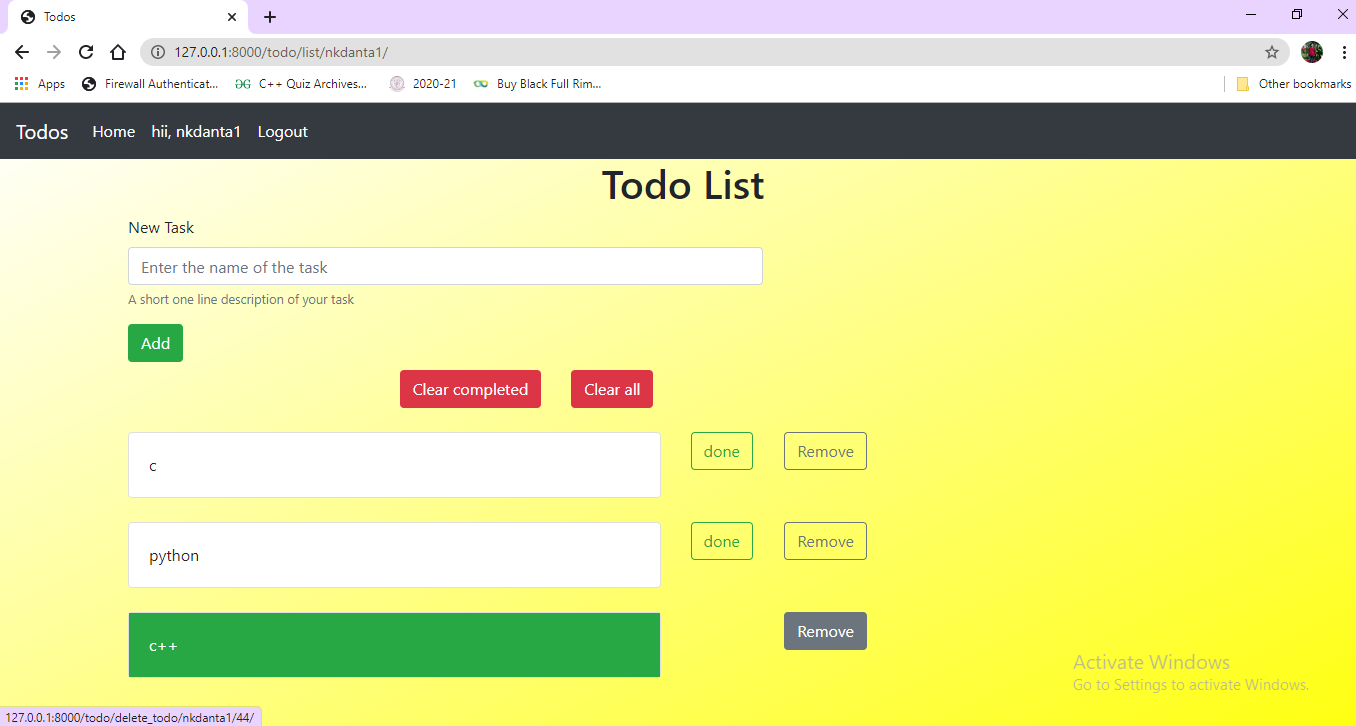 Todos
127.0.0.1:8000/todo/list/nkdanta1/
Apps Firewall Authenticat... C++ Quiz Archives... 2020-21 Buy Black Full Rim... Other bookmarks
Todos Home hii, nkdanta1 Logout
Todo List
New Task
Enter the name of the task
A short one line description of your task
Add
Clear completed Clear all
c done Remove
python done Remove
c++ Remove
Activate Windows
Go to Settings to activate Windows.
127.0.0.1:8000/todo/delete_todo/nkdanta1/44/